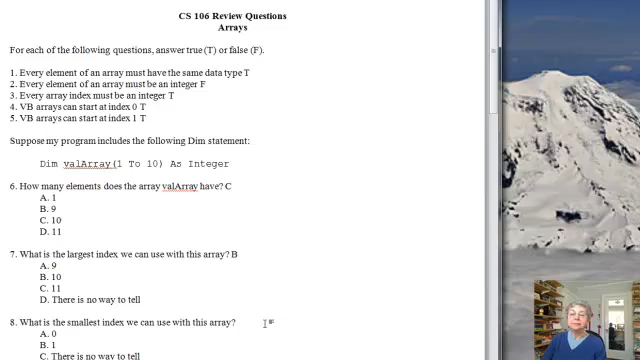 CS 106 Review Questions
Arrays
For each of the following questions, answer true (T) or false (F).
1. Every element of an array must have the same data type T
2. Every element of an array must be an integer F
3. Every array index must be an integer T
4. VB arrays can start at index 0 T
5. VB arrays can start at index 1 T
Suppose my program includes the following Dim statement:
Dim valArray(1 To 10) As Integer
6. How many elements does the array valArray have? C
A. 1
B. 9
C. 10
D. 11
7. What is the largest index we can use with this array? B
A. 9
B. 10
C. 11
D. There is no way to tell
8. What is the smallest index we can use with this array?
A. 0
B. 1
C. There is no way to tell